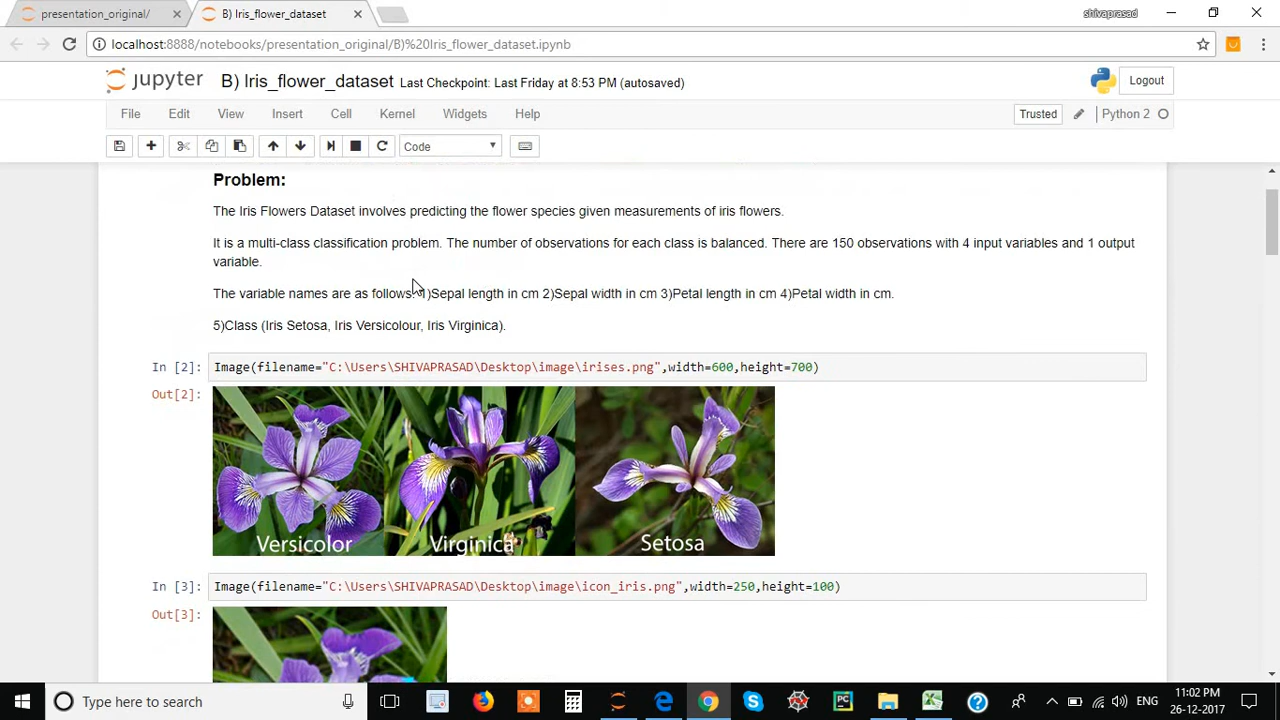 presentation_original/
B) Iris_flower_dataset
shivaprasad
localhost:8888/notebooks/presentation_original/B)%20Iris_flower_dataset.ipynb
jupyter B) Iris_flower_dataset Last Checkpoint: Last Friday at 8:53 PM (autosaved)
Logout
File Edit View Insert Cell Kernel Widgets Help
Trusted
Python 2
Code
Problem:
The Iris Flowers Dataset involves predicting the flower species given measurements of iris flowers.
It is a multi-class classification problem. The number of observations for each class is balanced. There are 150 observations with 4 input variables and 1 output
variable.
The variable names are as follows: 1)Sepal length in cm 2)Sepal width in cm 3)Petal length in cm 4)Petal width in cm.
5)Class (Iris Setosa, Iris Versicolour, Iris Virginica).
In [2]: Image(filename="C:\Users\SHIVAPRASAD\Desktop\image\irises.png",width=600,height=700)
Out[2]:
Versicolor Virginica Setosa
In [3]: Image(filename="C:\Users\SHIVAPRASAD\Desktop\image\icon_iris.png",width=250,height=100)
Out[3]:
Type here to search
ENG
11:02 PM
26-12-2017